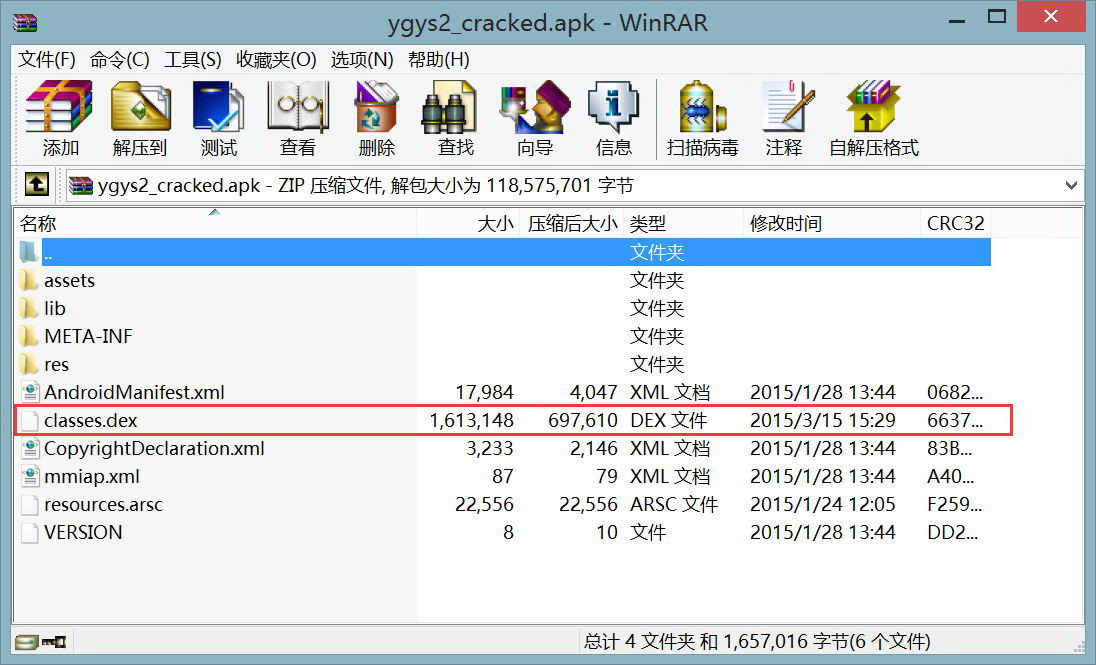 ygys2_cracked.apk - WinRAR
文件(F) 命令(C) 工具(S) 收藏夹(O) 选项(N) 帮助(H)
添加 解压到 测试 查看 删除 查找 向导 信息 扫描病毒 注释 自解压格式
ygys2_cracked.apk - ZIP 压缩文件, 解包大小为 118,575,701 字节
名称 大小 压缩后大小 类型 修改时间 CRC32
.. 文件夹
assets 文件夹
lib 文件夹
META-INF 文件夹
res 文件夹
AndroidManifest.xml 17,984 4,047 XML 文档 2015/1/28 13:44 0682...
classes.dex 1,613,148 697,610 DEX 文件 2015/3/15 15:29 6637...
CopyrightDeclaration.xml 3,233 2,146 XML 文档 2015/1/28 13:44 83B...
mmiap.xml 87 79 XML 文档 2015/1/28 13:44 A40...
resources.arsc 22,556 22,556 ARSC 文件 2015/1/24 12:05 F259...
VERSION 8 10 文件 2015/1/28 13:44 DD2...
总计 4 文件夹 和 1,657,016 字节(6 个文件)